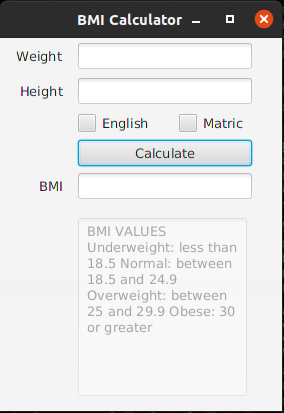 BMI Calculator
Weight
Height
English Matric
Calculate
BMI
BMI VALUES
Underweight: less than
18.5 Normal: between
18.5 and 24.9
Overweight: between
25 and 29.9 Obese: 30
or greater